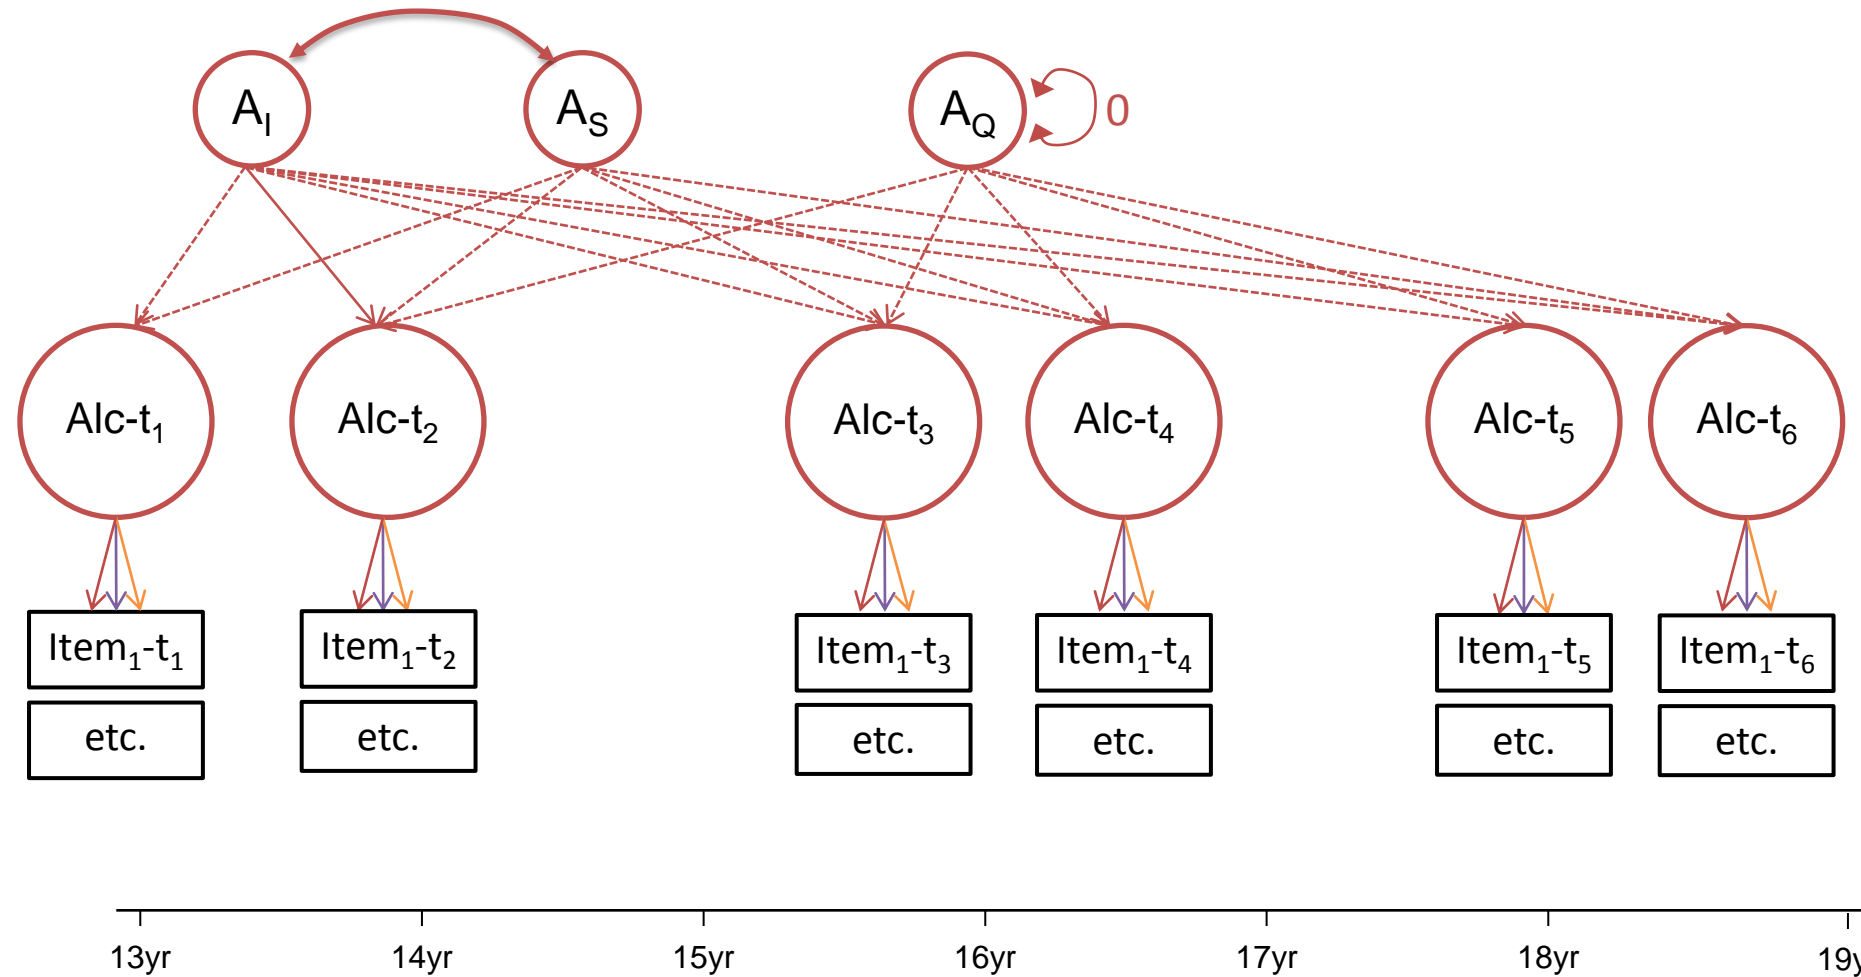 A_I A_S A_Q 0
Alc-t_1 Alc-t_2 Alc-t_3 Alc-t_4 Alc-t_5 Alc-t_6
Item_1-t_1 Item_1-t_2 Item_1-t_3 Item_1-t_4 Item_1-t_5 Item_1-t_6
etc. etc. etc. etc. etc. etc.
13yr 14yr 15yr 16yr 17yr 18yr 19y